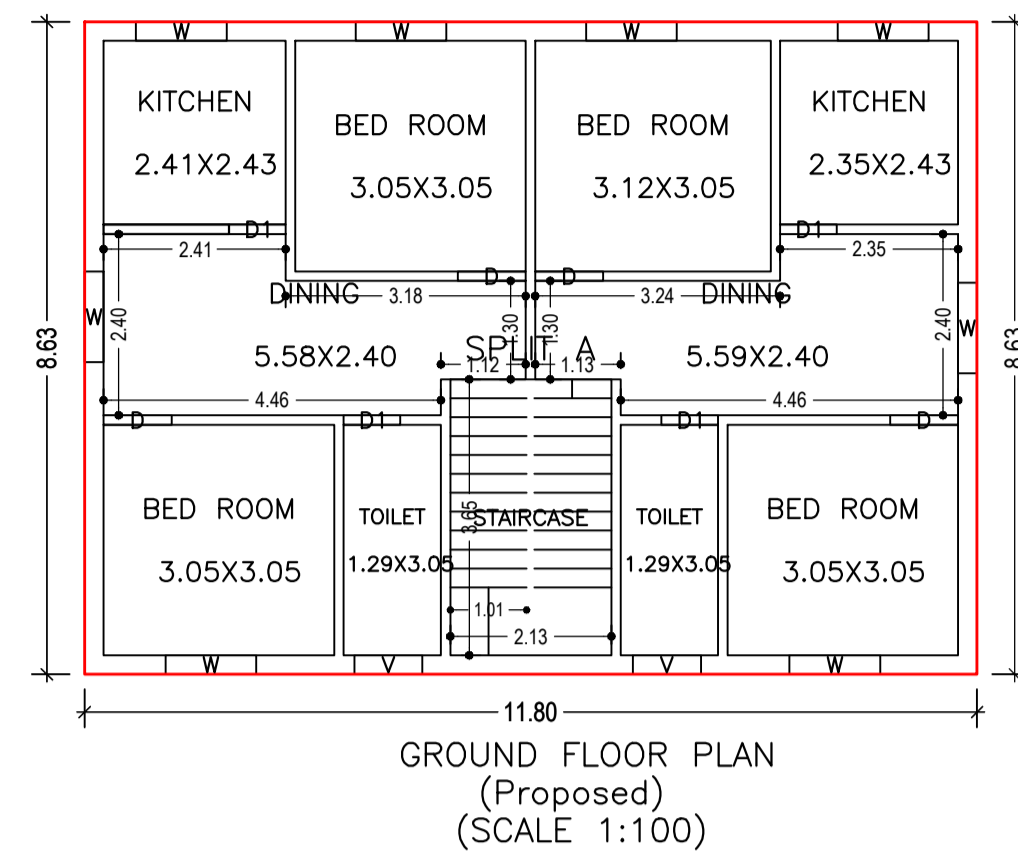 W W W W
KITCHEN BED ROOM BED ROOM KITCHEN
2.41X2.43 3.05X3.05 3.12X3.05 2.35X2.43
D1 D1
2.41 2.35
D D
DINING 3.18 3.24 DINING
W 2.40 1.30 1.30 2.40 W
8.63 8.63
SPLIT A
5.58X2.40 5.59X2.40
1.12 1.13
4.46 4.46
D D1 D1 D
BED ROOM TOILET STAIRCASE TOILET BED ROOM
3.65
3.05X3.05 1.29X3.05 1.29X3.05 3.05X3.05
1.01
2.13
W V V W
11.80
GROUND FLOOR PLAN
(Proposed)
(SCALE 1:100)